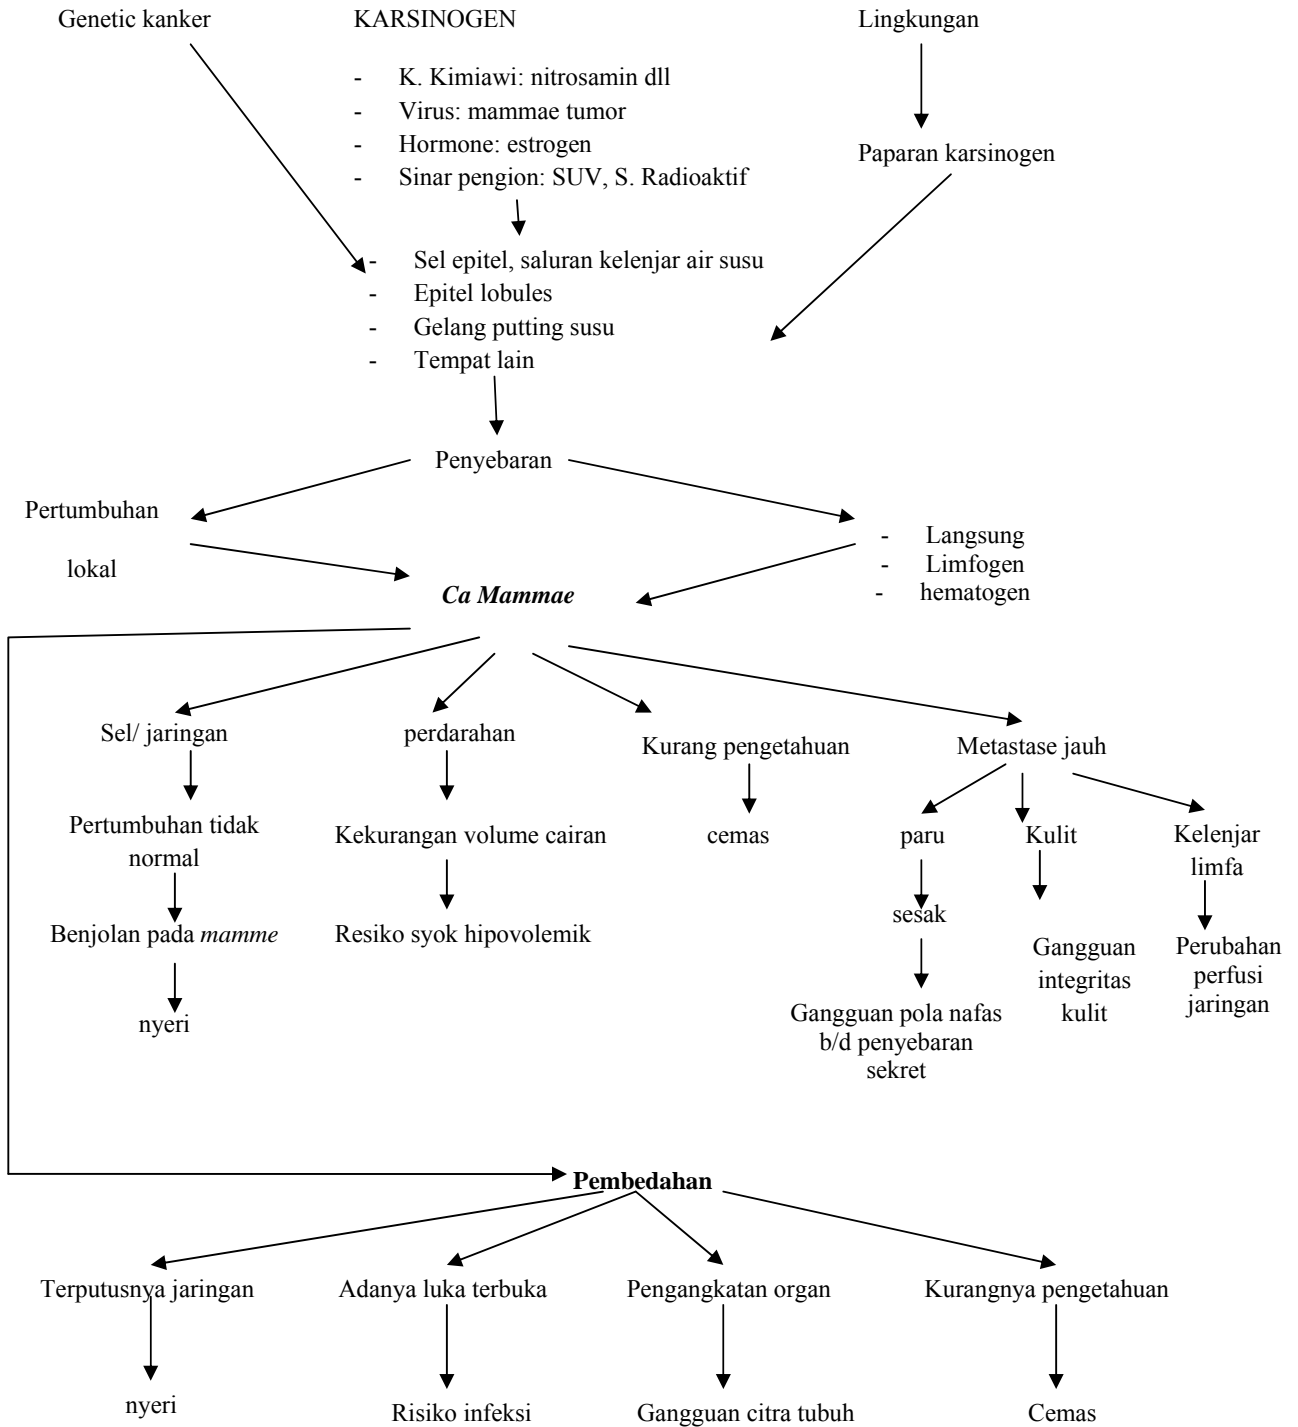 Genetic kanker
KARSINOGEN
Lingkungan
- K. Kimiawi: nitrosamin dll
- Virus: mammae tumor
- Hormone: estrogen
- Sinar pengion: SUV, S. Radioaktif
Paparan karsinogen
- Sel epitel, saluran kelenjar air susu
- Epitel lobules
- Gelang putting susu
- Tempat lain
Penyebaran
Pertumbuhan
lokal
- Langsung
- Limfogen
- hematogen
Ca Mammae
Sel/ jaringan
perdarahan
Kurang pengetahuan
Metastase jauh
Pertumbuhan tidak
normal
Kekurangan volume cairan
cemas
paru
Kulit
Kelenjar
limfa
Benjolan pada mamme
Resiko syok hipovolemik
sesak
Gangguan
integritas
kulit
Perubahan
perfusi
jaringan
nyeri
Gangguan pola nafas
b/d penyebaran
sekret
Pembedahan
Terputusnya jaringan
Adanya luka terbuka
Pengangkatan organ
Kurangnya pengetahuan
nyeri
Risiko infeksi
Gangguan citra tubuh
Cemas